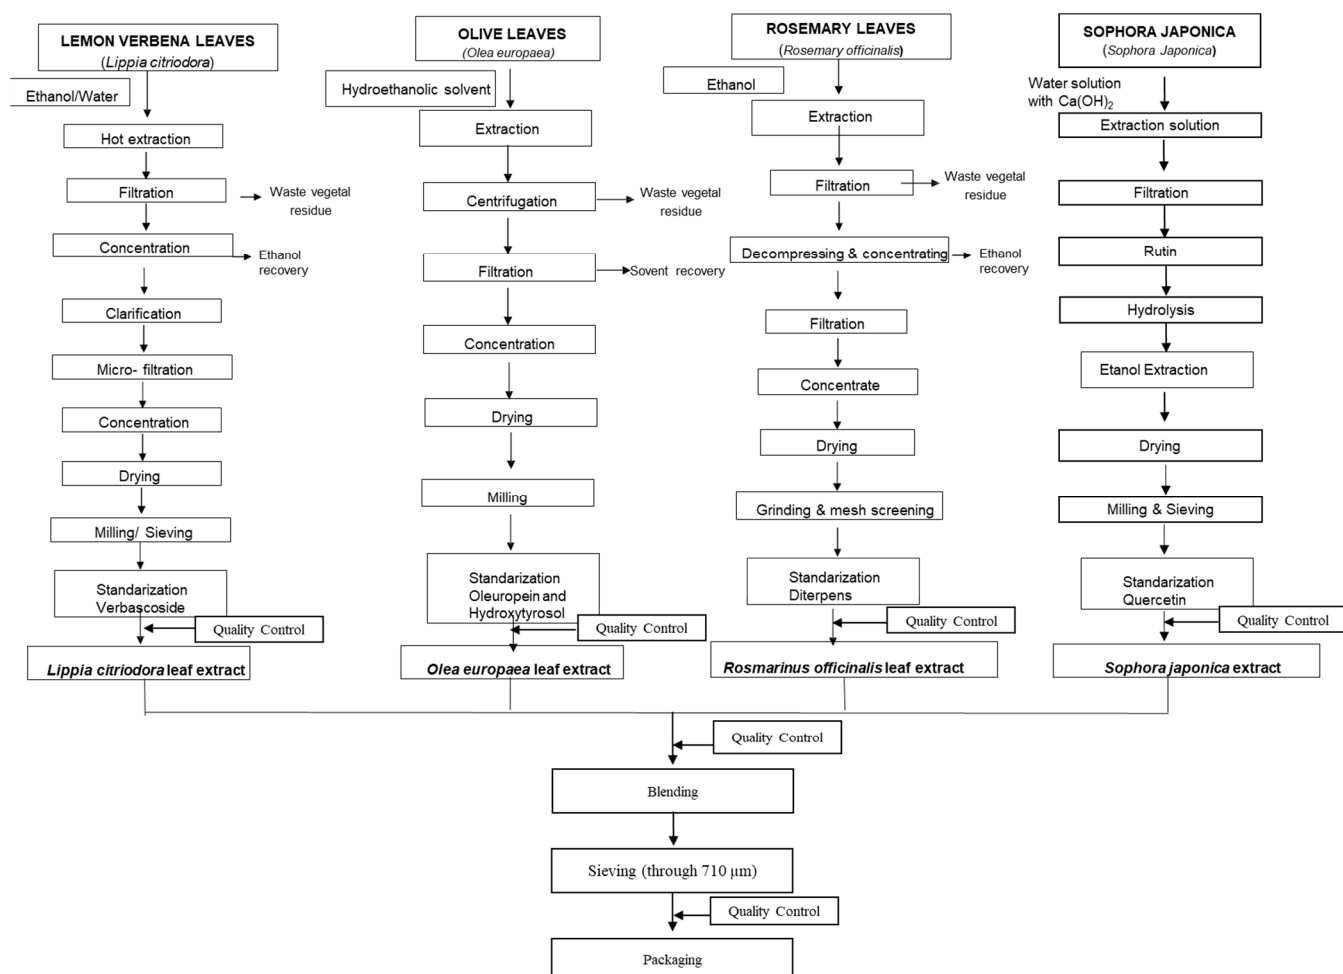 LEMON VERBENA LEAVES
(Lippia citriodora)
Ethanol/Water
Hot extraction
Filtration
Waste vegetal
residue
Concentration
Ethanol
recovery
Clarification
Micro- filtration
Concentration
Drying
Milling/ Sieving
Standarization
Verbascoside
Quality Control
Lippia citriodora leaf extract
OLIVE LEAVES
(Olea europaea)
Hydroethanolic solvent
Extraction
Centrifugation
Waste vegetal
residue
Filtration
Sovent recovery
Concentration
Drying
Milling
Standarization
Oleuropein and
Hydroxytyrosol
Quality Control
Olea europaea leaf extract
ROSEMARY LEAVES
(Rosemary officinalis)
Ethanol
Extraction
Filtration
Waste vegetal
residue
Decompressing & concentrating
Ethanol
recovery
Filtration
Concentrate
Drying
Grinding & mesh screening
Standarization
Diterpens
Quality Control
Rosmarinus officinalis leaf extract
SOPHORA JAPONICA
(Sophora Japonica)
Water solution
with Ca(OH)2
Extraction solution
Filtration
Rutin
Hydrolysis
Etanol Extraction
Drying
Milling & Sieving
Standarization
Quercetin
Quality Control
Sophora japonica extract
Quality Control
Blending
Sieving (through 710 µm)
Quality Control
Packaging